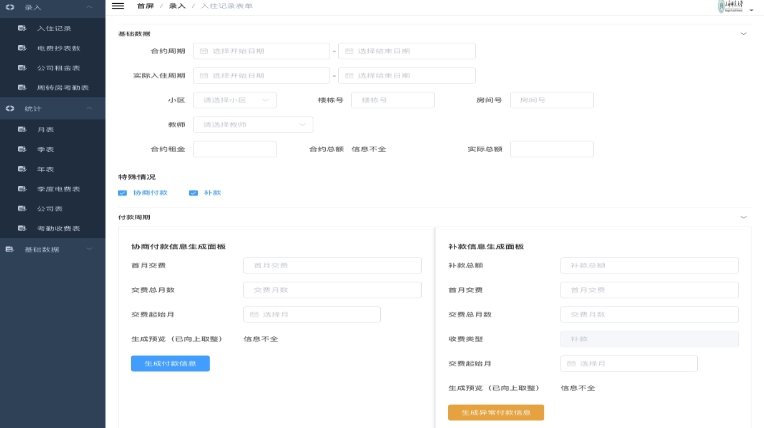 录入
入住记录
电费抄表数
公司租金表
周转房考勤表
统计
月表
季表
年表
季度电费表
公司表
考勤收费表
基础数据
首屏 / 录入 / 入住记录表单
基础数据
合约周期 选择开始日期 - 选择结束日期
实际入住周期 选择开始日期 - 选择结束日期
小区 请选择小区 楼栋号 楼栋号 房间号 房间号
教师 请选择教师
合约租金 合约总额 信息不全 实际总额
特殊情况
协商付款 补款
付款周期
协商付款信息生成面板
首月交费 首月交费
交费总月数 交费月数
交费起始月 选择月
生成预览（已向上取整） 信息不全
生成付款信息
补款信息生成面板
补款总额 补款总额
首月交费 首月交费
交费总月数 交费月数
收费类型 补款
交费起始月 选择月
生成预览（已向上取整） 信息不全
生成异常付款信息